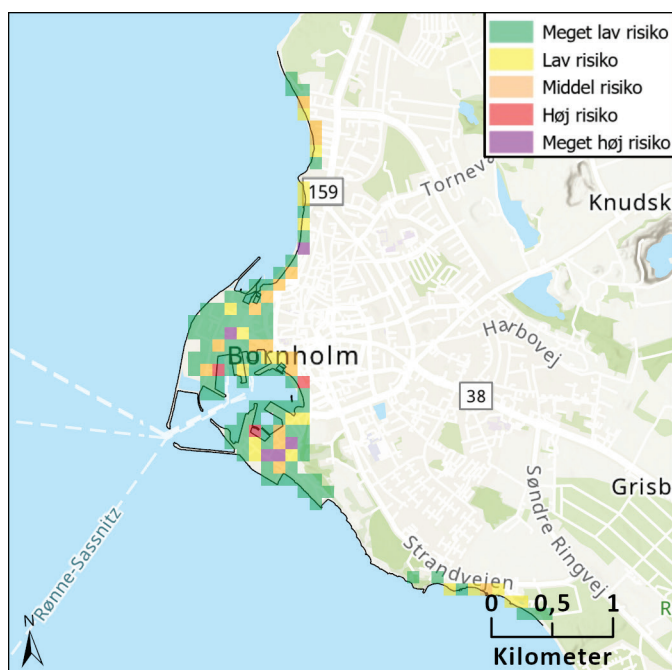 Meget lav risiko
Lav risiko
Middel risiko
Høj risiko
Meget høj risiko
159
Knudsk
Harbovej
Bornholm
38
Grisb
Søndre Ringvej
Strandvejen
Rønne-Sassnitz
R
N
0 0,5 1
Kilometer